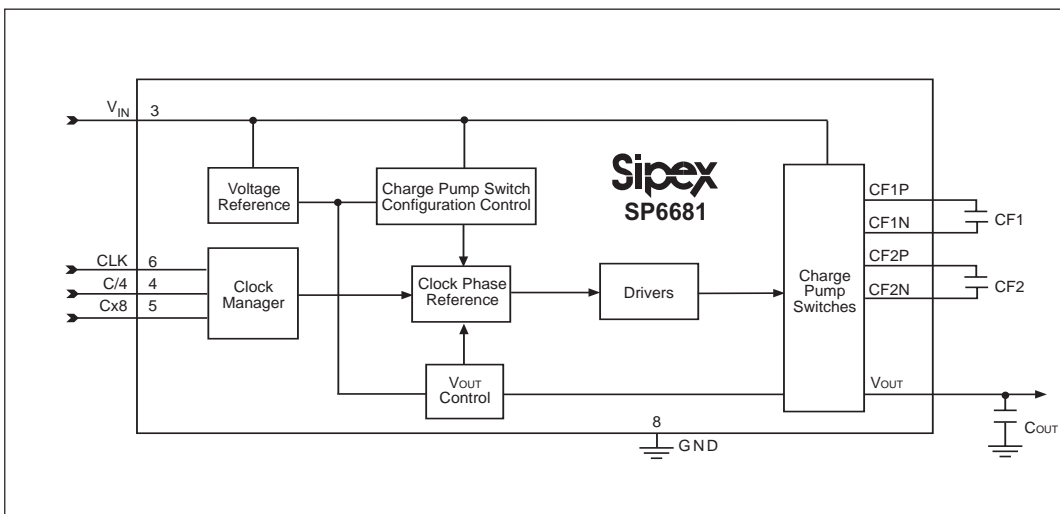 VIN 3
Sipex
SP6681
Voltage
Reference
Charge Pump Switch
Configuration Control
CF1P
CF1N
CF1
CF2P
CF2N
CF2
CLK 6
C/4 4
Cx8 5
Clock
Manager
Clock Phase
Reference
Drivers
Charge
Pump
Switches
VOUT
Control
VOUT
COUT
8
GND